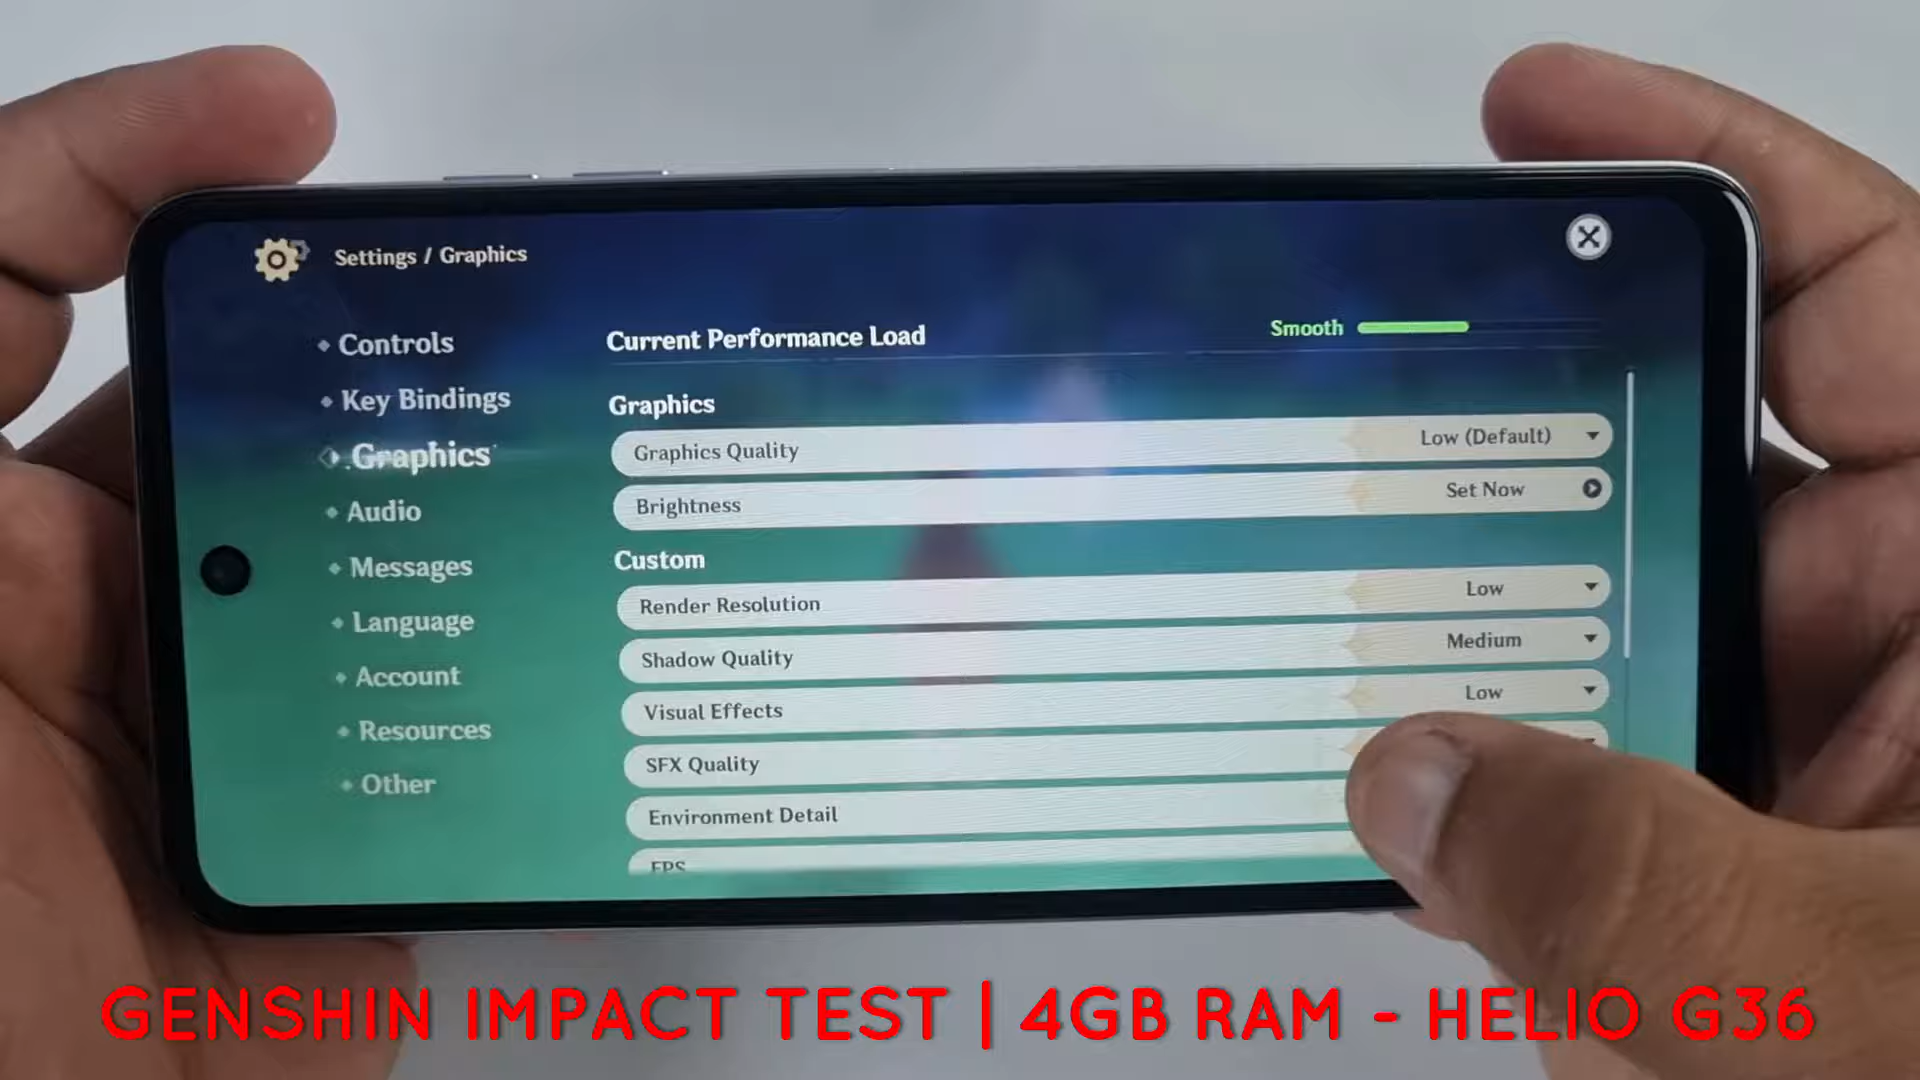 Settings / Graphics
Controls
Key Bindings
Graphics
Audio
Messages
Language
Account
Resources
Other
Current Performance Load
Smooth
Graphics
Graphics Quality
Low (Default)
Brightness
Set Now
Custom
Render Resolution
Low
Shadow Quality
Medium
Visual Effects
Low
SFX Quality
Environment Detail
FPS
GENSHIN IMPACT TEST | 4GB RAM - HELIO G36